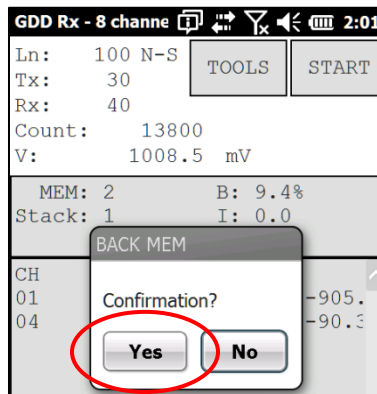 GDD Rx - 8 channe 2:01
Ln: 100 N-S
TOOLS START
Tx: 30
Rx: 40
Count: 13800
V: 1008.5 mV
MEM: 2 B: 9.4%
Stack: 1 I: 0.0
BACK MEM
CH
01 -905.
04 -90.3
Confirmation?
Yes No